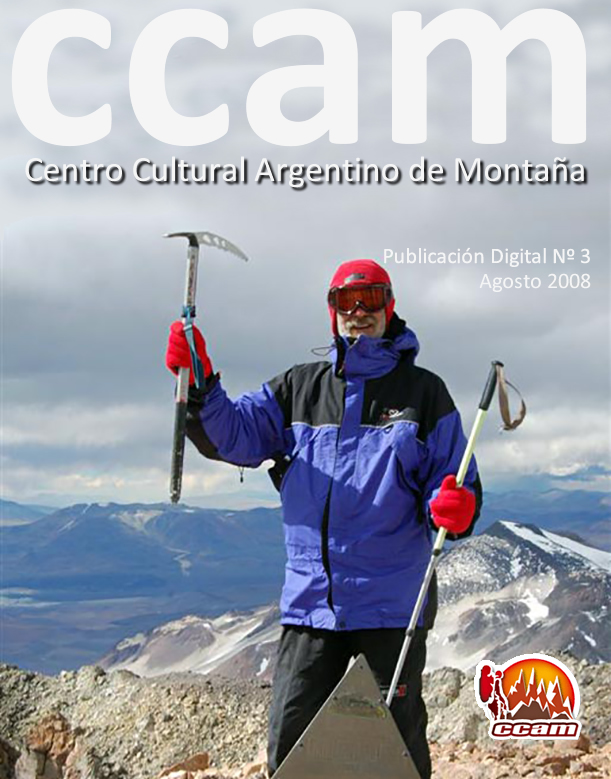 ccam
Centro Cultural Argentino de Montaña
Publicación Digital Nº 3
Agosto 2008
ccam